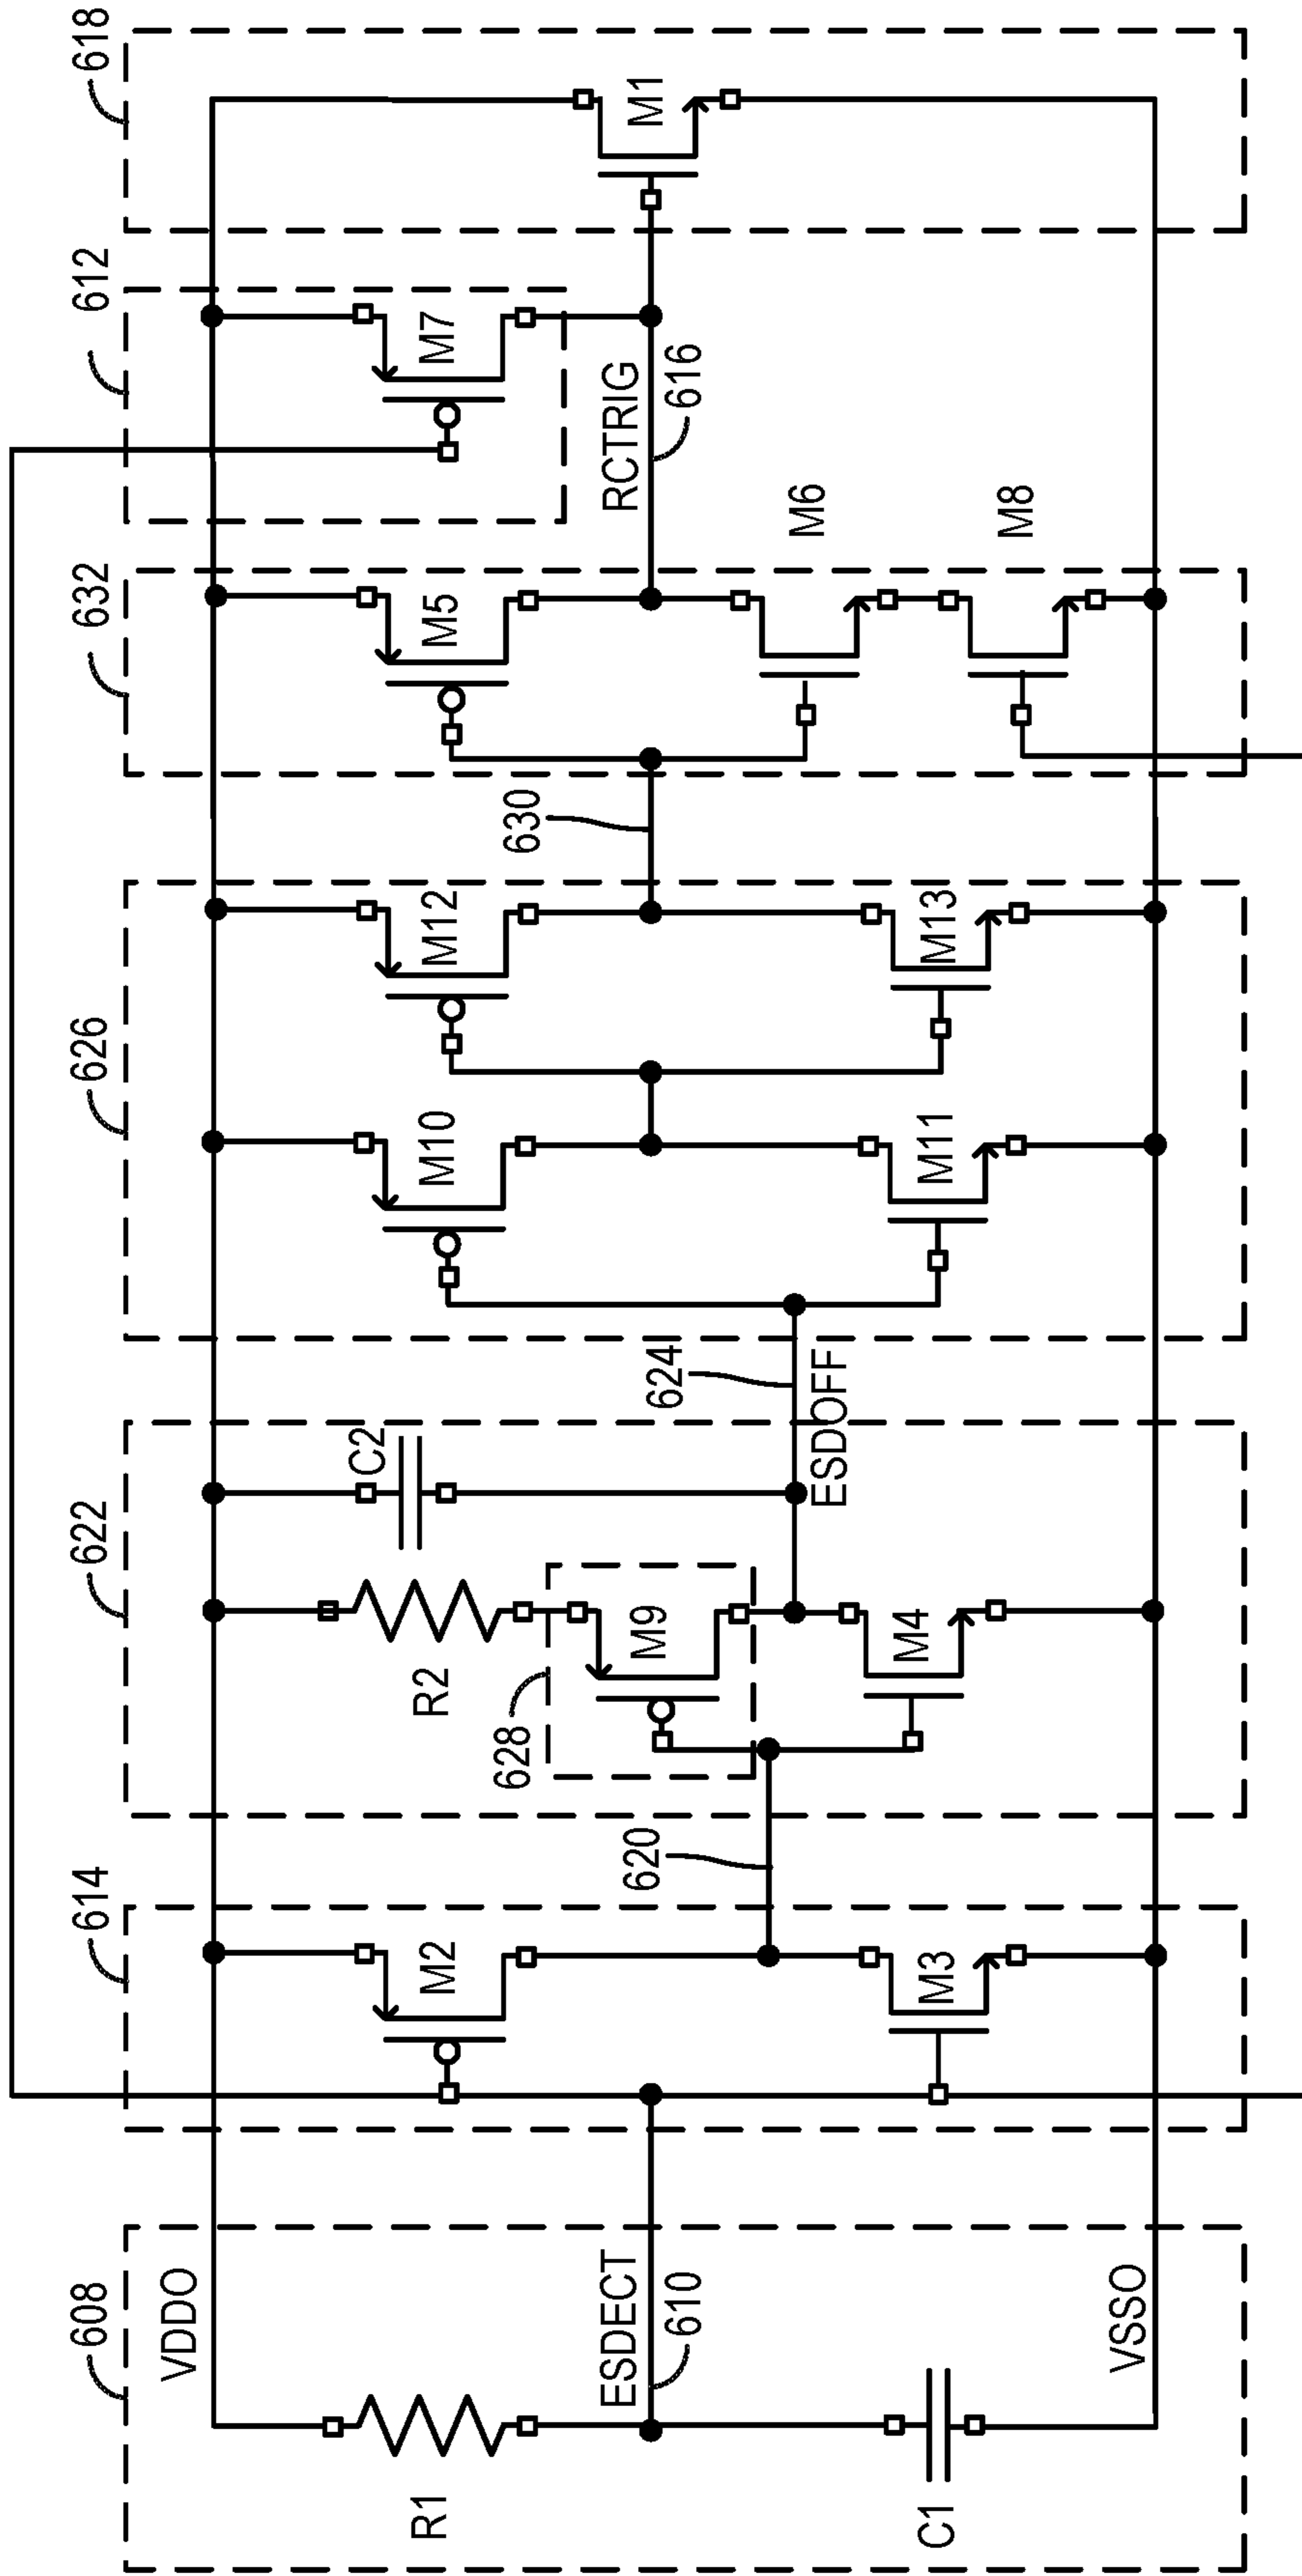 608
614
622
626
632
612
618
VDDO
R1
ESDECT
610
C1
VSSO
M2
M3
620
R2
628
M9
M4
C2
624
ESDOFF
M10
M11
M12
M13
630
M5
M6
M8
RCTRIG
616
M7
M1